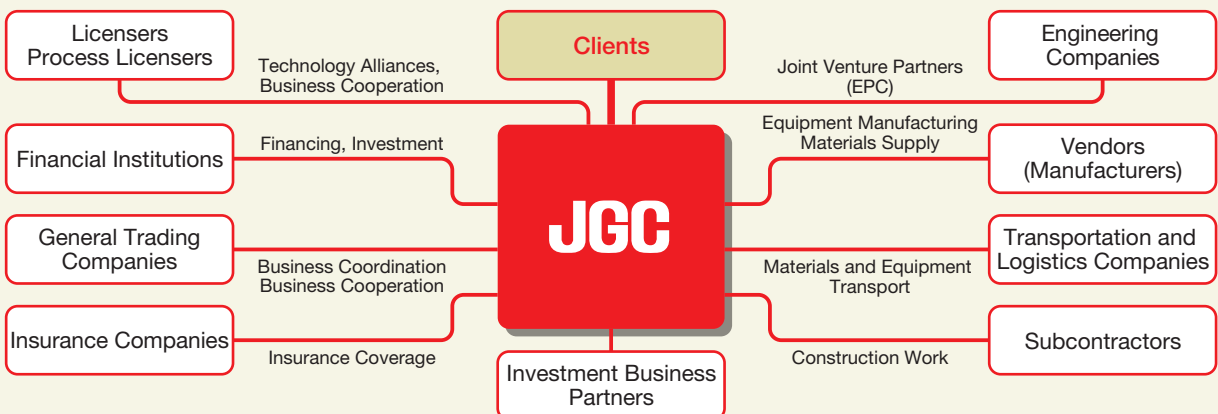 Licensers
Process Licensers
Technology Alliances,
Business Cooperation
Clients
Joint Venture Partners
(EPC)
Engineering
Companies
Financial Institutions
Financing, Investment
Equipment Manufacturing
Materials Supply
Vendors
(Manufacturers)
JGC
General Trading
Companies
Business Coordination
Business Cooperation
Materials and Equipment
Transport
Transportation and
Logistics Companies
Insurance Companies
Insurance Coverage
Investment Business
Partners
Construction Work
Subcontractors